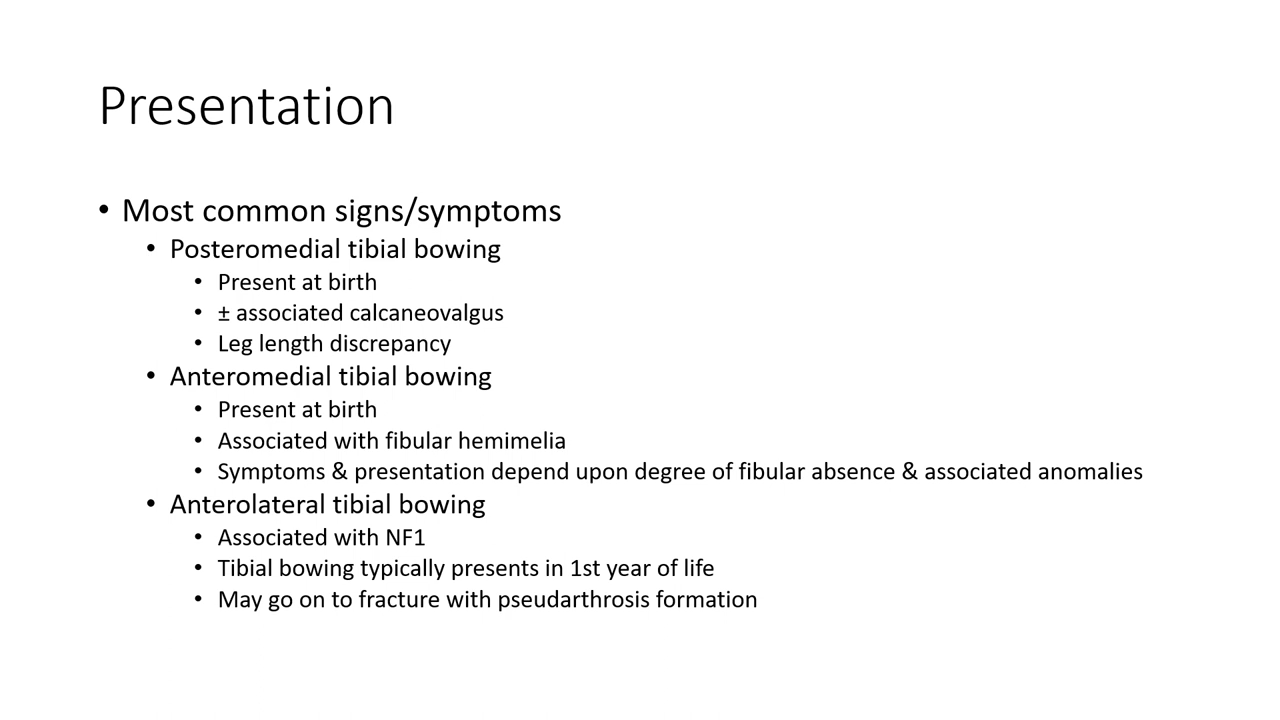 Presentation
• Most common signs/symptoms
• Posteromedial tibial bowing
• Present at birth
• ± associated calcaneovalgus
• Leg length discrepancy
• Anteromedial tibial bowing
• Present at birth
• Associated with fibular hemimelia
• Symptoms & presentation depend upon degree of fibular absence & associated anomalies
• Anterolateral tibial bowing
• Associated with NF1
• Tibial bowing typically presents in 1st year of life
• May go on to fracture with pseudarthrosis formation